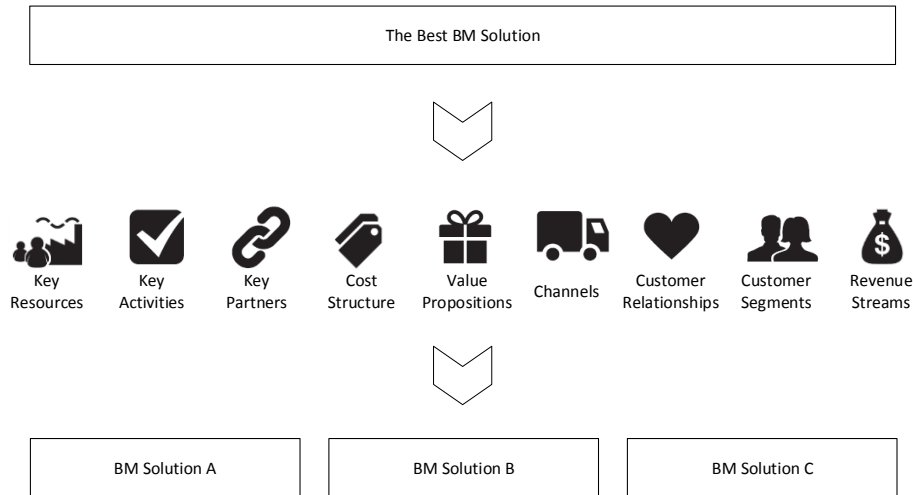 The Best BM Solution
$
Key
Resources
Key
Activities
Key
Partners
Cost
Structure
Value
Propositions
Channels
Customer
Relationships
Customer
Segments
Revenue
Streams
BM Solution A
BM Solution B
BM Solution C